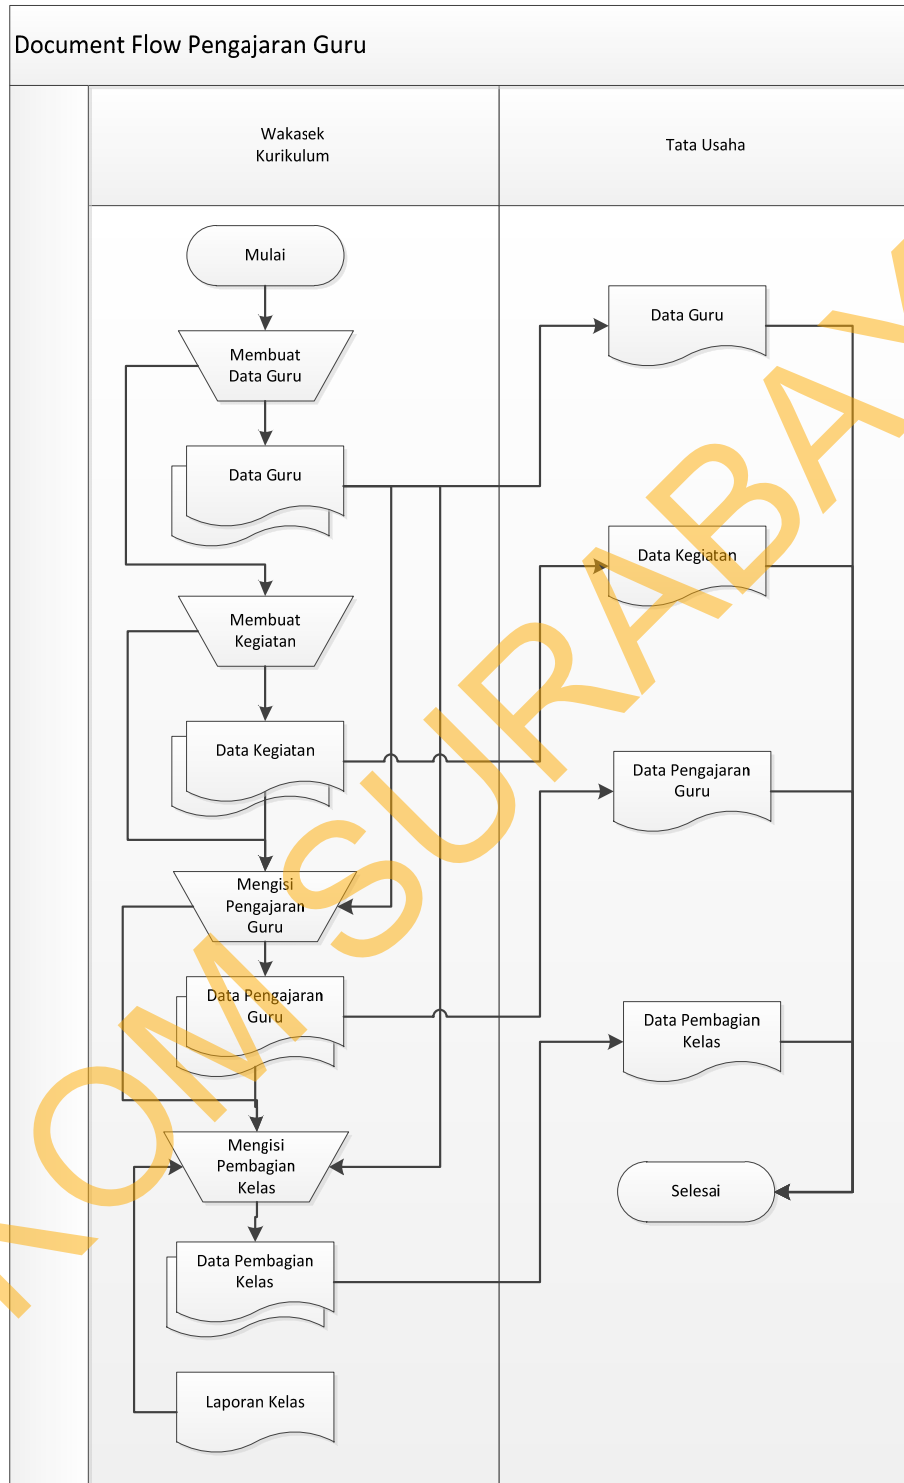 Document Flow Pengajaran Guru
Wakasek
Kurikulum
Tata Usaha
Mulai
Membuat
Data Guru
Data Guru
Membuat
Kegiatan
Data Kegiatan
Mengisi
Pengajaran
Guru
Data Pengajaran
Guru
Mengisi
Pembagian
Kelas
Data Pembagian
Kelas
Laporan Kelas
Data Guru
Data Kegiatan
Data Pengajaran
Guru
Data Pembagian
Kelas
Selesai
KOM SURABAY